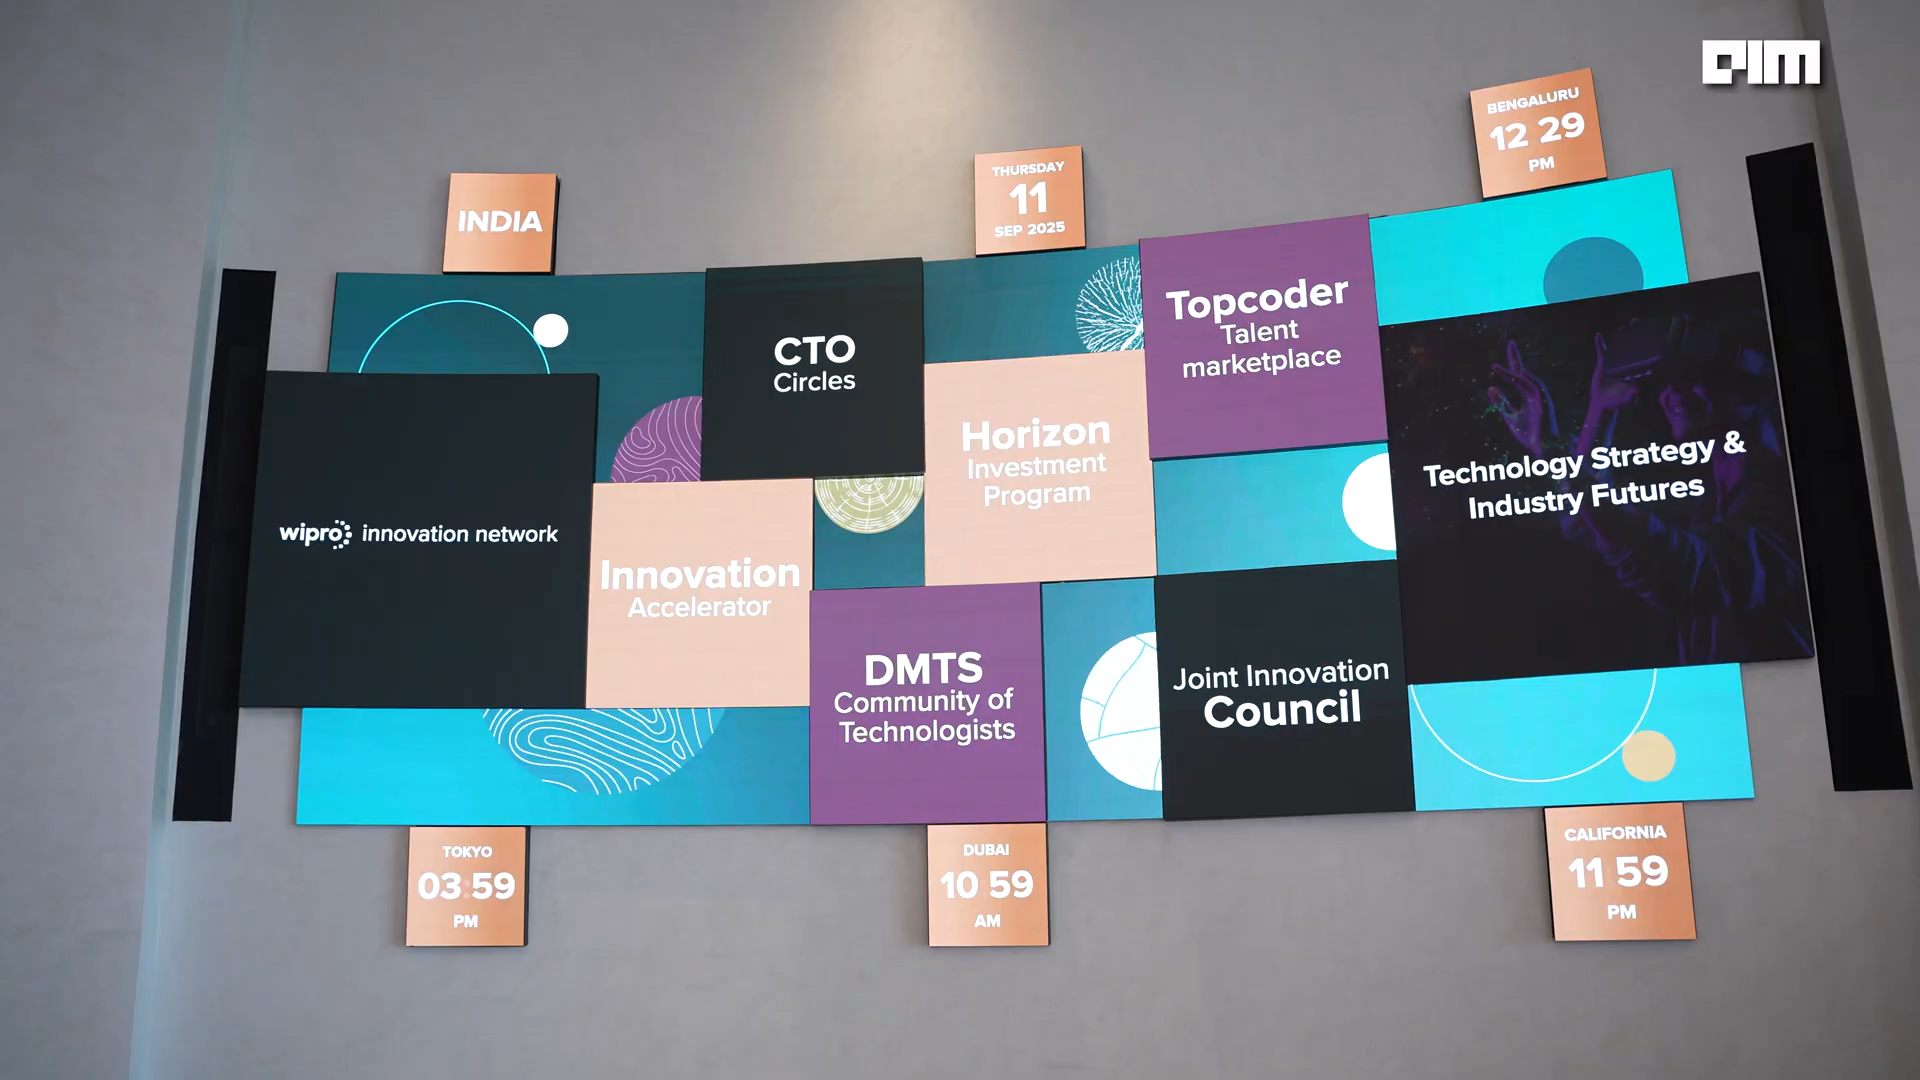 AIM
BENGALURU
12 29
PM
THURSDAY
11
SEP 2025
INDIA
Topcoder
Talent
marketplace
CTO
Circles
Horizon
Investment
Program
Technology Strategy &
Industry Futures
wipro innovation network
Innovation
Accelerator
DMTS
Community of
Technologists
Joint Innovation
Council
TOKYO
03:59
PM
DUBAI
10 59
AM
CALIFORNIA
11 59
PM